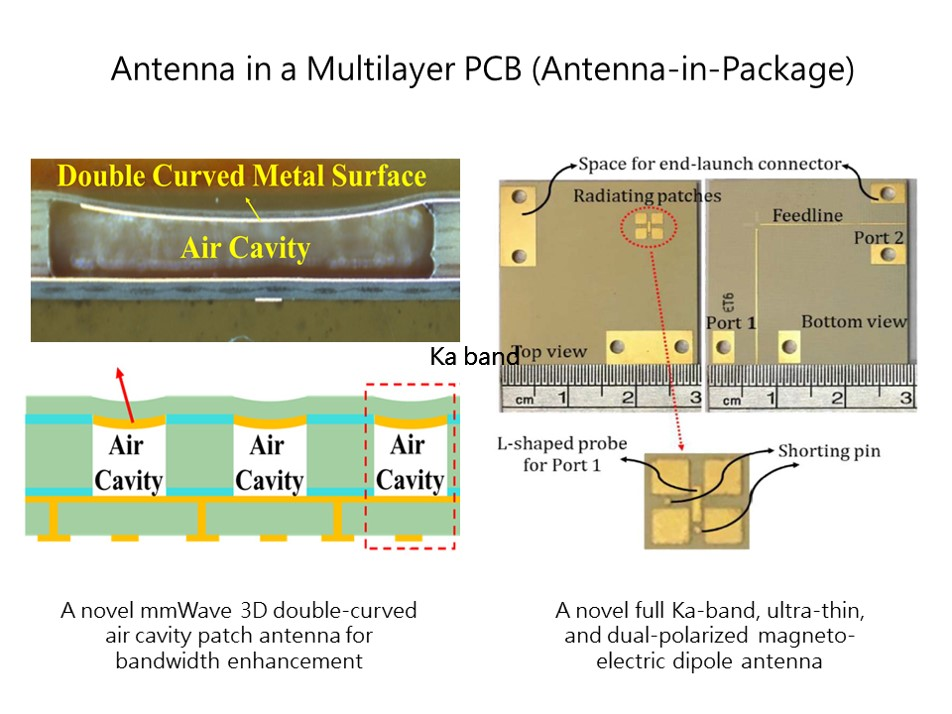 Antenna in a Multilayer PCB (Antenna-in-Package)
Double Curved Metal Surface
Air Cavity
Space for end-launch connector
Radiating patches
Feedline
Port 2
ET6
Port 1
Bottom view
Top view
Ka band
cm 1 2 3
cm 1 2 3
Air
Cavity
Air
Cavity
Air
Cavity
L-shaped probe
for Port 1
Shorting pin
A novel mmWave 3D double-curved
air cavity patch antenna for
bandwidth enhancement
A novel full Ka-band, ultra-thin,
and dual-polarized magneto-
electric dipole antenna